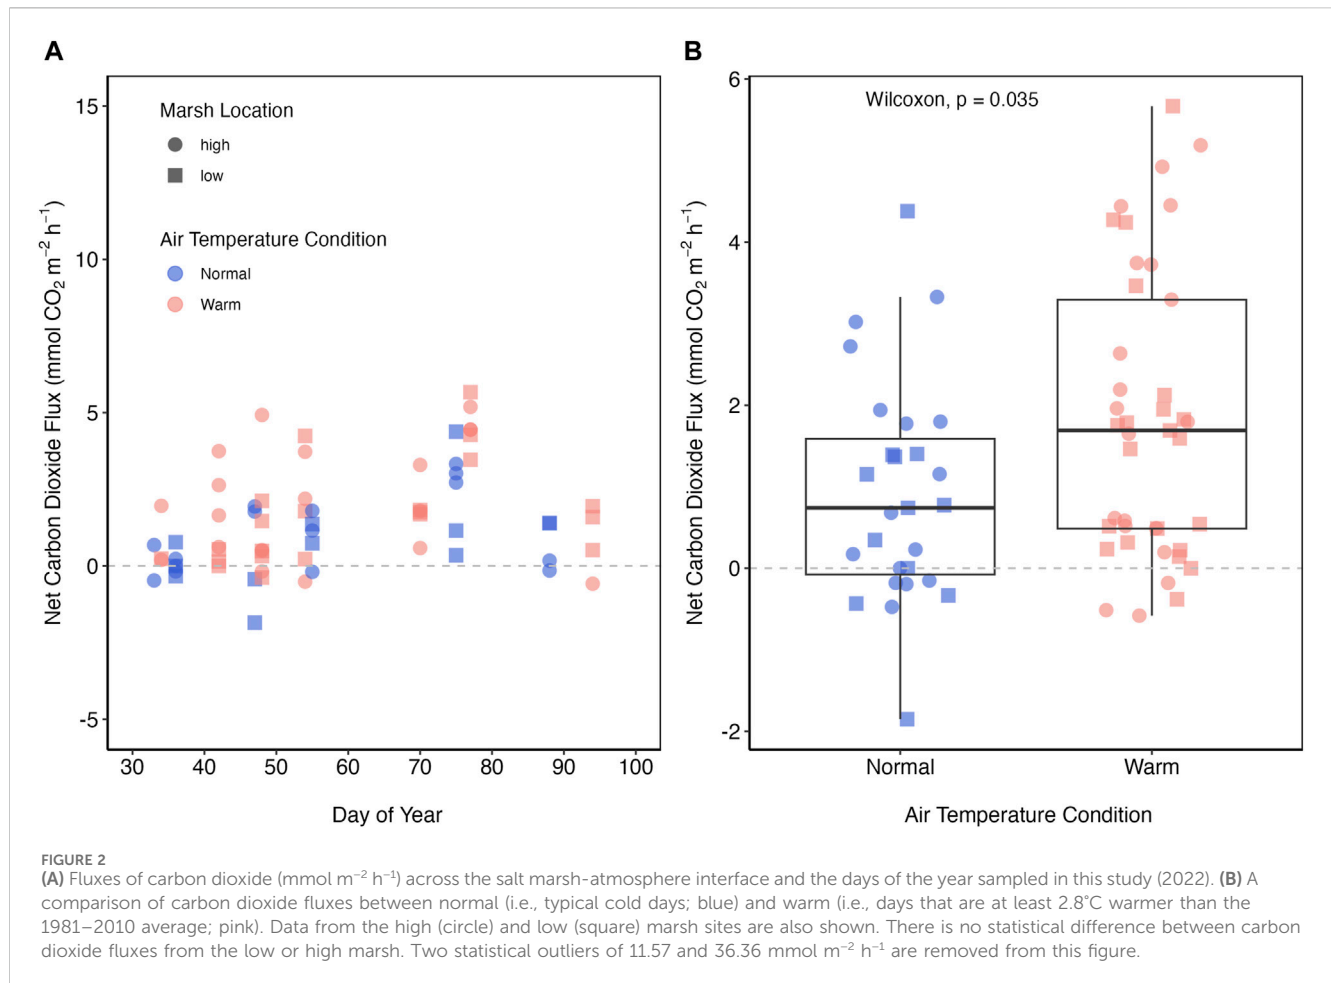 A
B
Marsh Location
high
low
Air Temperature Condition
Normal
Warm
15
10
5
0
-5
Net Carbon Dioxide Flux (mmol CO₂ m⁻² h⁻¹)
30 40 50 60 70 80 90 100
Day of Year
Wilcoxon, p = 0.035
6
4
2
0
-2
Net Carbon Dioxide Flux (mmol CO₂ m⁻² h⁻¹)
Normal Warm
Air Temperature Condition
FIGURE 2
(A) Fluxes of carbon dioxide (mmol m⁻² h⁻¹) across the salt marsh-atmosphere interface and the days of the year sampled in this study (2022). (B) A
comparison of carbon dioxide fluxes between normal (i.e., typical cold days; blue) and warm (i.e., days that are at least 2.8°C warmer than the
1981–2010 average; pink). Data from the high (circle) and low (square) marsh sites are also shown. There is no statistical difference between carbon
dioxide fluxes from the low or high marsh. Two statistical outliers of 11.57 and 36.36 mmol m⁻² h⁻¹ are removed from this figure.